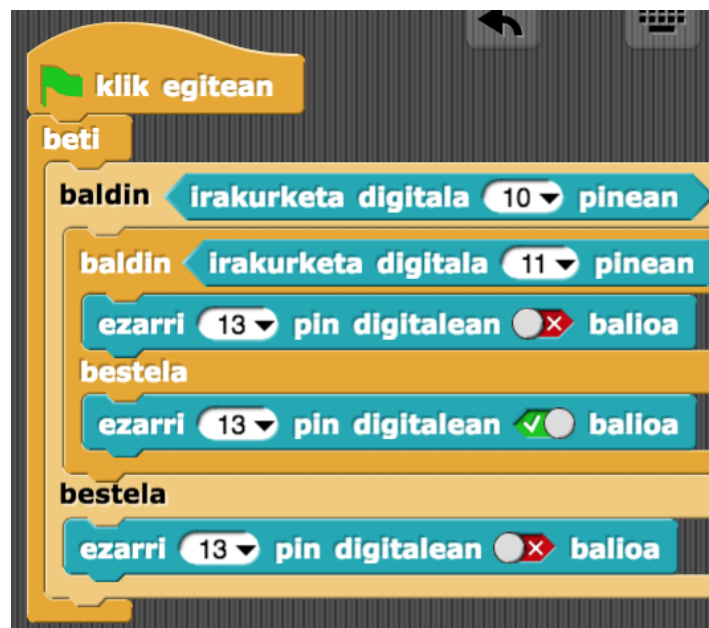 klik egitean
beti
baldin irakurketa digitala 10 pinean
baldin irakurketa digitala 11 pinean
ezarri 13 pin digitalean balioa
bestela
ezarri 13 pin digitalean balioa
bestela
ezarri 13 pin digitalean balioa